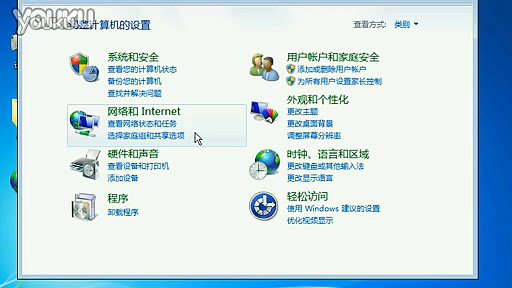 YOUKU
youku
调整计算机的设置
查看方式: 类别
系统和安全
查看您的计算机状态
备份您的计算机
查找并解决问题
网络和 Internet
查看网络状态和任务
选择家庭组和共享选项
硬件和声音
查看设备和打印机
添加设备
程序
卸载程序
用户帐户和家庭安全
添加或删除用户帐户
为所有用户设置家长控制
外观和个性化
更改主题
更改桌面背景
调整屏幕分辨率
时钟、语言和区域
更改键盘或其他输入法
更改显示语言
轻松访问
使用 Windows 建议的设置
优化视频显示